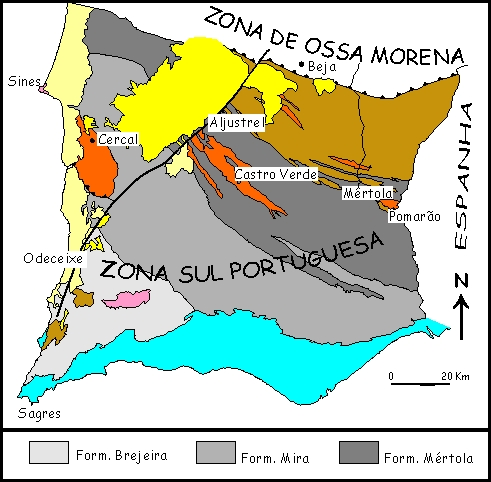 ZONA DE OSSA MORENA
Beja
Sines
Aljustrel
Cercal
Castro Verde
Mértola
Pomarão
ESPANHA
Odeceixe
ZONA SUL PORTUGUESA
N
0 20 Km
Sagres
Form. Brejeira
Form. Mira
Form. Mértola